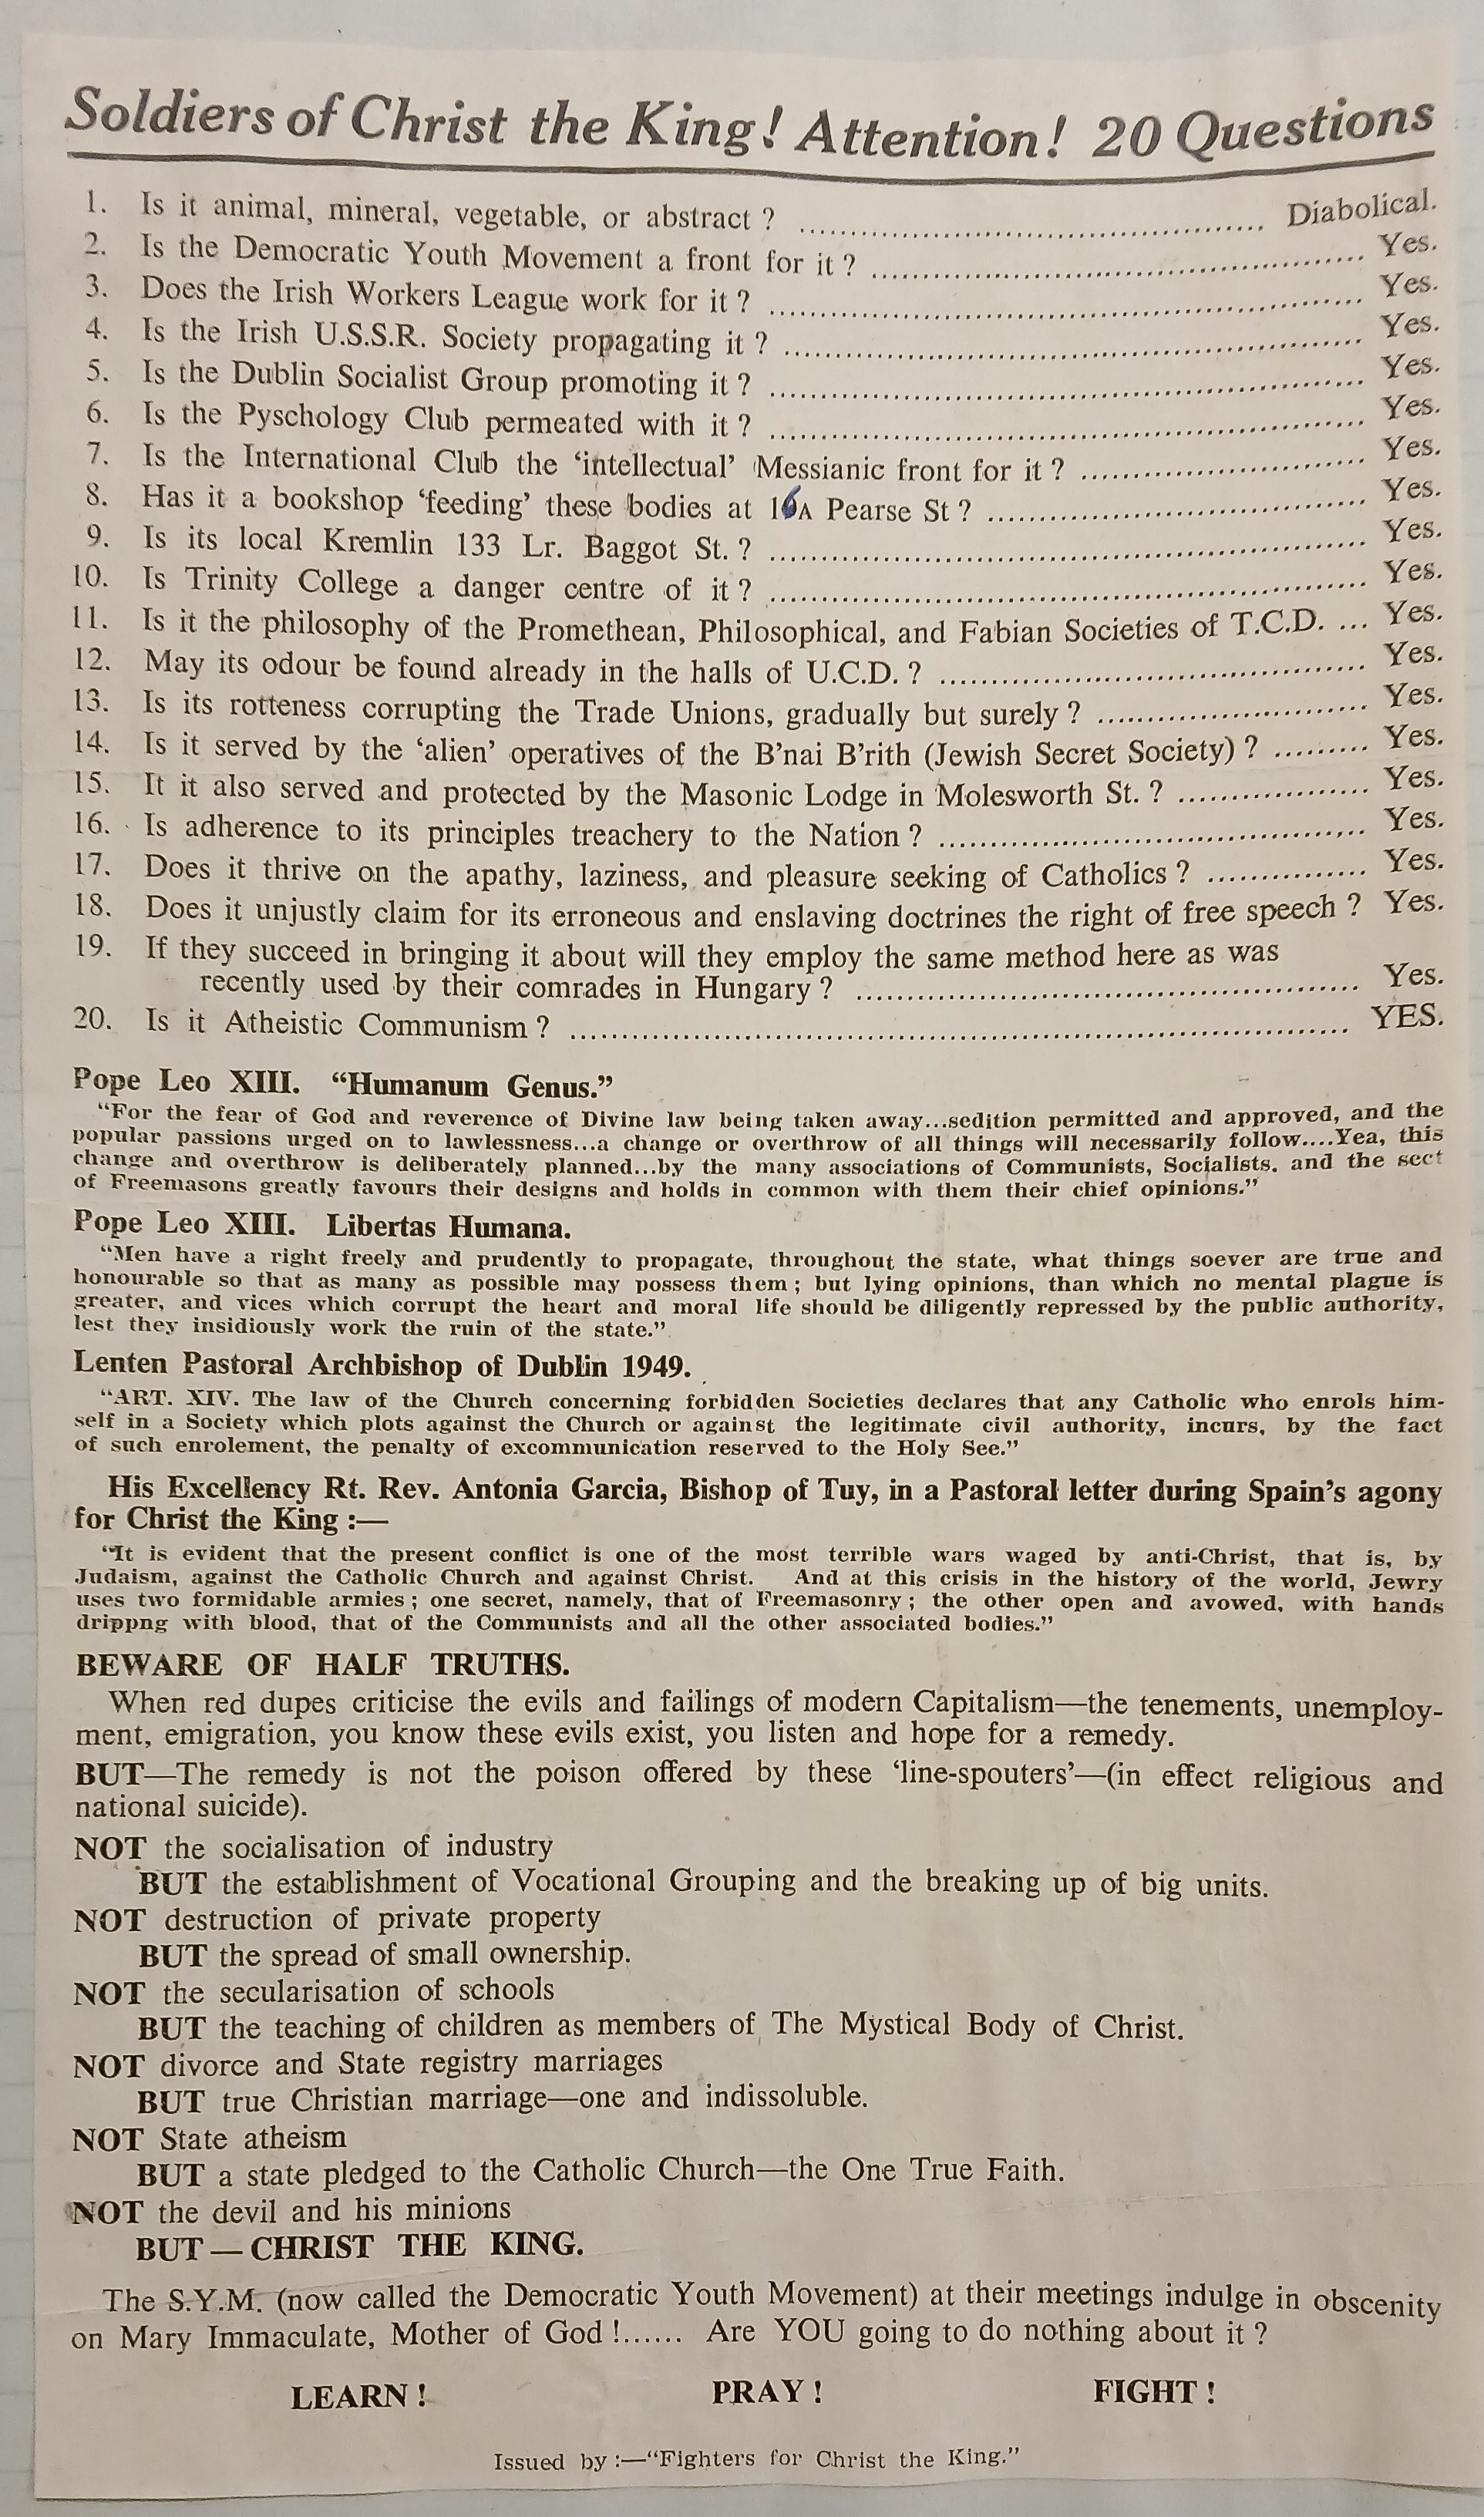 Soldiers of Christ the King! Attention! 20 Questions
1. Is it animal, mineral, vegetable, or abstract ? ........ Diabolical.
2. Is the Democratic Youth Movement a front for it ? ........ Yes.
3. Does the Irish Workers League work for it ? ........ Yes.
4. Is the Irish U.S.S.R. Society propagating it ? ........ Yes.
5. Is the Dublin Socialist Group promoting it ? ........ Yes.
6. Is the Pyschology Club permeated with it ? ........ Yes.
7. Is the International Club the ‘intellectual’ Messianic front for it ? ........ Yes.
8. Has it a bookshop ‘feeding’ these bodies at 16A Pearse St ? ........ Yes.
9. Is its local Kremlin 133 Lr. Baggot St. ? ........ Yes.
10. Is Trinity College a danger centre of it ? ........ Yes.
11. Is it the philosophy of the Promethean, Philosophical, and Fabian Societies of T.C.D. ... Yes.
12. May its odour be found already in the halls of U.C.D. ? ........ Yes.
13. Is its rotteness corrupting the Trade Unions, gradually but surely ? ........ Yes.
14. Is it served by the ‘alien’ operatives of the B’nai B’rith (Jewish Secret Society) ? ......... Yes.
15. It it also served and protected by the Masonic Lodge in Molesworth St. ? ........ Yes.
16. Is adherence to its principles treachery to the Nation ? ........ Yes.
17. Does it thrive on the apathy, laziness, and pleasure seeking of Catholics ? ........ Yes.
18. Does it unjustly claim for its erroneous and enslaving doctrines the right of free speech ? Yes.
19. If they succeed in bringing it about will they employ the same method here as was
recently used by their comrades in Hungary ? ........ Yes.
20. Is it Atheistic Communism ? ........ YES.
Pope Leo XIII. “Humanum Genus.”
“For the fear of God and reverence of Divine law being taken away...sedition permitted and approved, and the
popular passions urged on to lawlessness...a change or overthrow of all things will necessarily follow....Yea, this
change and overthrow is deliberately planned...by the many associations of Communists, Socialists. and the sect
of Freemasons greatly favours their designs and holds in common with them their chief opinions.”
Pope Leo XIII. Libertas Humana.
“Men have a right freely and prudently to propagate, throughout the state, what things soever are true and
honourable so that as many as possible may possess them ; but lying opinions, than which no mental plague is
greater, and vices which corrupt the heart and moral life should be diligently repressed by the public authority,
lest they insidiously work the ruin of the state.”
Lenten Pastoral Archbishop of Dublin 1949.
“ART. XIV. The law of the Church concerning forbidden Societies declares that any Catholic who enrols him-
self in a Society which plots against the Church or against the legitimate civil authority, incurs, by the fact
of such enrolement, the penalty of excommunication reserved to the Holy See.”
His Excellency Rt. Rev. Antonia Garcia, Bishop of Tuy, in a Pastoral letter during Spain’s agony
for Christ the King :—
“It is evident that the present conflict is one of the most terrible wars waged by anti-Christ, that is, by
Judaism, against the Catholic Church and against Christ. And at this crisis in the history of the world, Jewry
uses two formidable armies ; one secret, namely, that of Freemasonry ; the other open and avowed, with hands
drippng with blood, that of the Communists and all the other associated bodies.”
BEWARE OF HALF TRUTHS.
When red dupes criticise the evils and failings of modern Capitalism—the tenements, unemploy-
ment, emigration, you know these evils exist, you listen and hope for a remedy.
BUT—The remedy is not the poison offered by these ‘line-spouters’—(in effect religious and
national suicide).
NOT the socialisation of industry
BUT the establishment of Vocational Grouping and the breaking up of big units.
NOT destruction of private property
BUT the spread of small ownership.
NOT the secularisation of schools
BUT the teaching of children as members of The Mystical Body of Christ.
NOT divorce and State registry marriages
BUT true Christian marriage—one and indissoluble.
NOT State atheism
BUT a state pledged to the Catholic Church—the One True Faith.
NOT the devil and his minions
BUT — CHRIST THE KING.
The S.Y.M. (now called the Democratic Youth Movement) at their meetings indulge in obscenity
on Mary Immaculate, Mother of God !...... Are YOU going to do nothing about it ?
LEARN ! PRAY ! FIGHT !
Issued by :—“Fighters for Christ the King.”